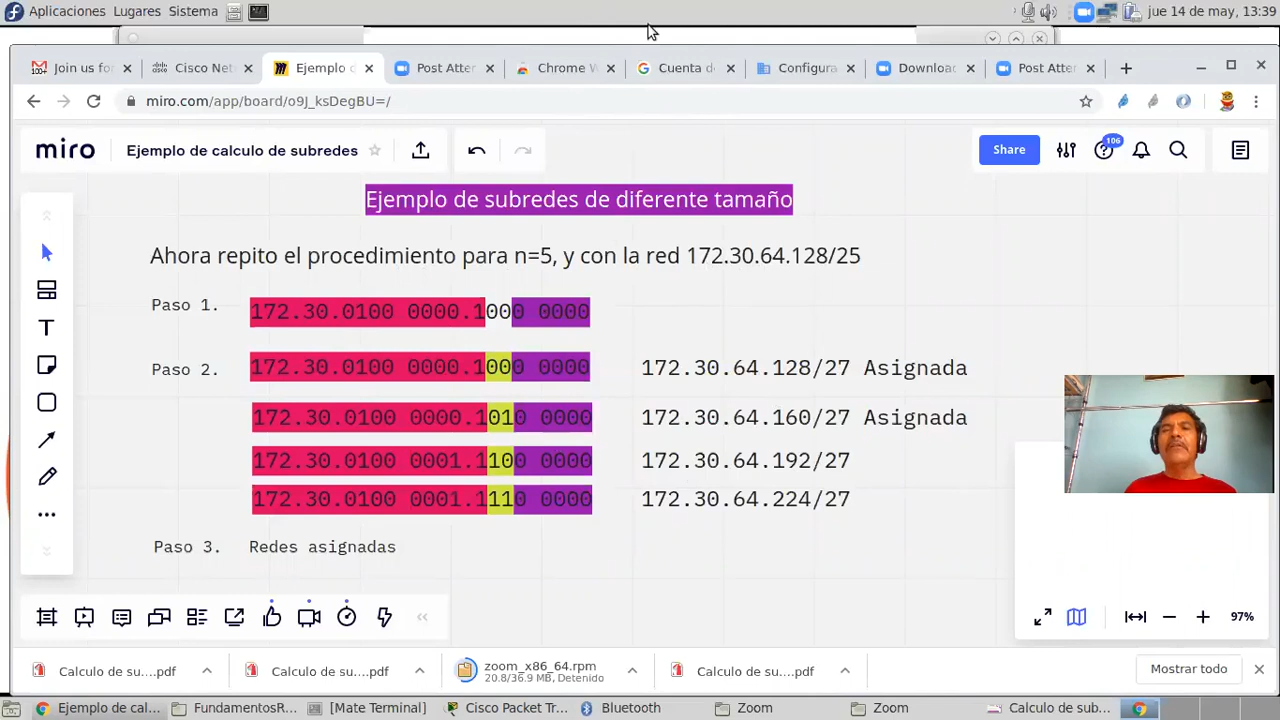 Aplicaciones Lugares Sistema
jue 14 de may, 13:39
Join us fo
Cisco Net
Ejemplo d
Post Atter
Chrome W
Cuenta de
Configura
Downloac
Post Atter
miro.com/app/board/o9J_ksDegBU=/
miro
Ejemplo de calculo de subredes
Share
106
Ejemplo de subredes de diferente tamaño
Ahora repito el procedimiento para n=5, y con la red 172.30.64.128/25
Paso 1. 172.30.0100 0000.1000 0000
Paso 2. 172.30.0100 0000.1000 0000 172.30.64.128/27 Asignada
172.30.0100 0000.1010 0000 172.30.64.160/27 Asignada
172.30.0100 0001.1100 0000 172.30.64.192/27
172.30.0100 0001.1110 0000 172.30.64.224/27
Paso 3. Redes asignadas
97%
Calculo de su....pdf
Calculo de su....pdf
zoom_x86_64.rpm
20.8/36.9 MB, Detenido
Calculo de su....pdf
Mostrar todo
Ejemplo de cal...
FundamentosR...
[Mate Terminal]
Cisco Packet Tr...
Bluetooth
Zoom
Zoom
Calculo de sub...